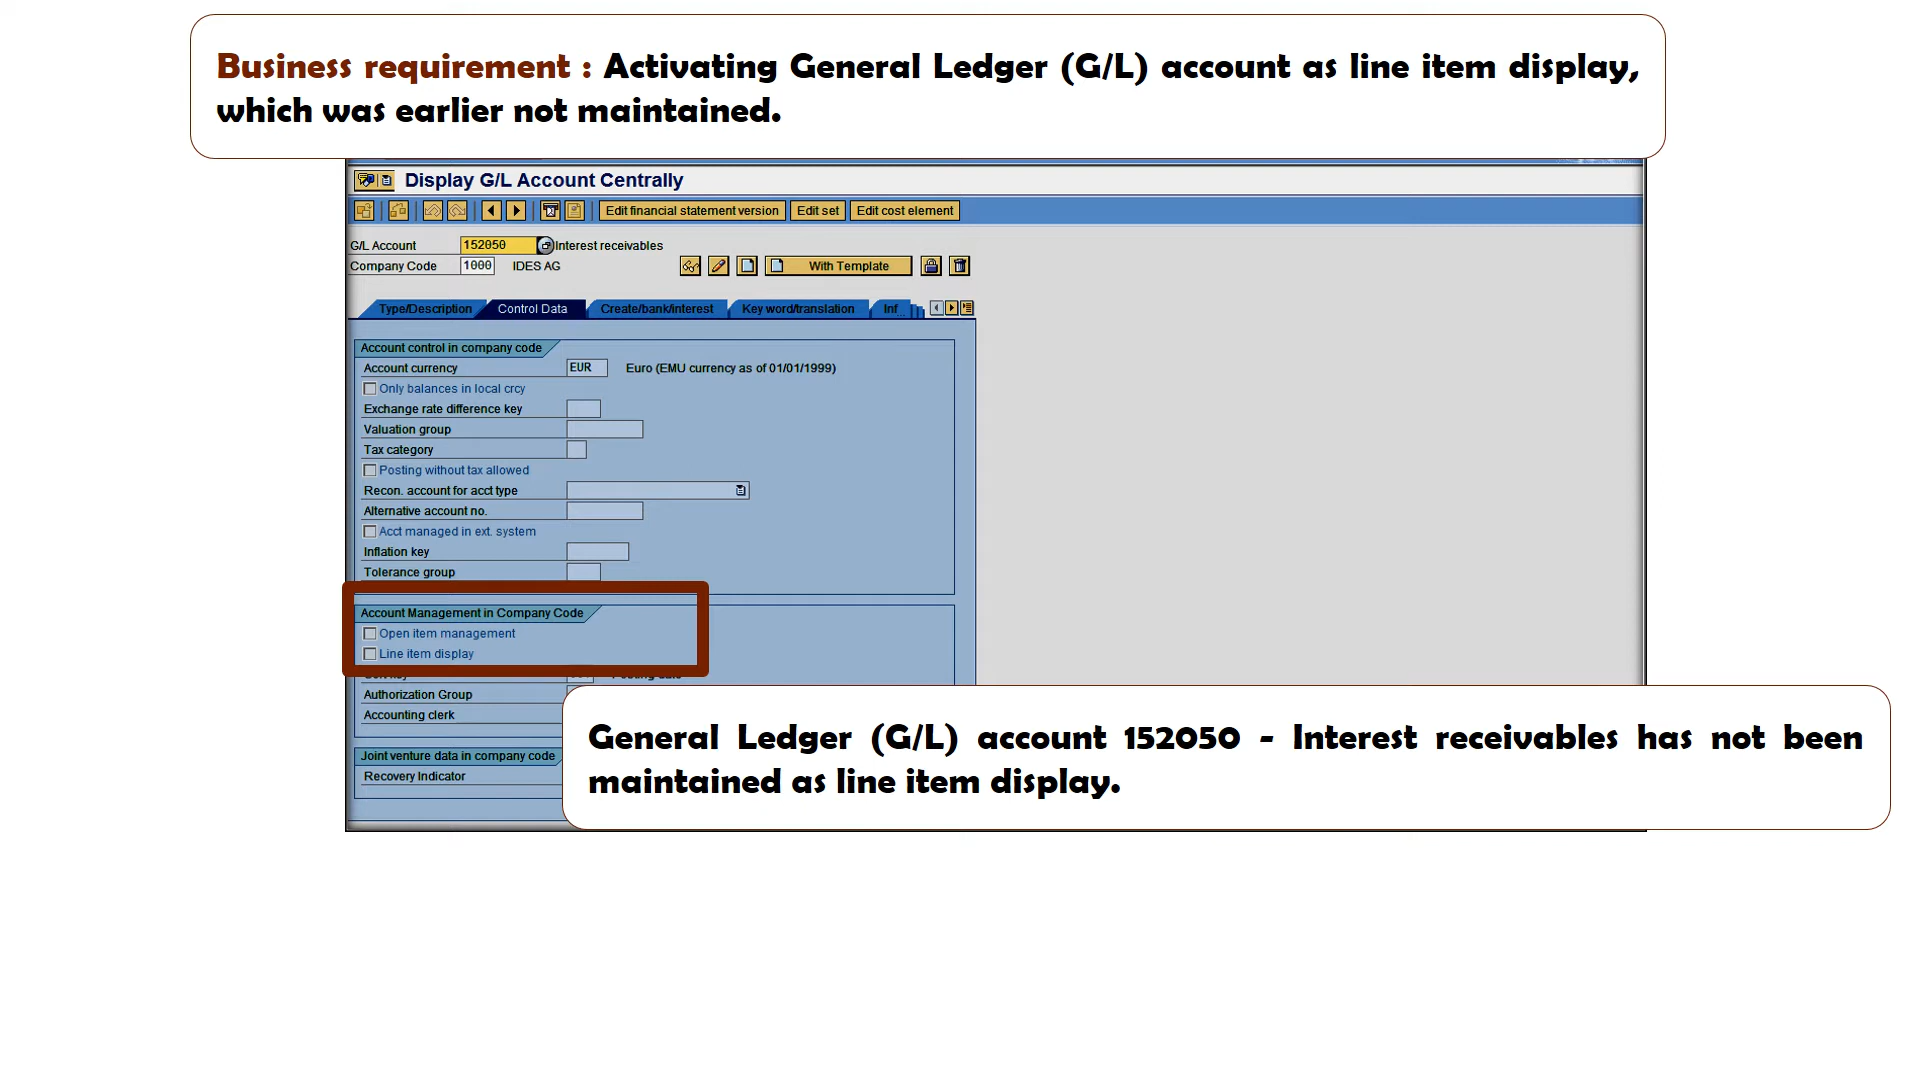 Business requirement : Activating General Ledger (G/L) account as line item display,
which was earlier not maintained.
Display G/L Account Centrally
Edit financial statement version Edit set Edit cost element
G/L Account 152050 Interest receivables
Company Code 1000 IDES AG With Template
Type/Description Control Data Create/bank/interest Key word/translation Inf...
Account control in company code
Account currency EUR Euro (EMU currency as of 01/01/1999)
Only balances in local crcy
Exchange rate difference key
Valuation group
Tax category
Posting without tax allowed
Recon. account for acct type
Alternative account no.
Acct managed in ext. system
Inflation key
Tolerance group
Account Management in Company Code
Open item management
Line item display
Authorization Group
Accounting clerk
Joint venture data in company code
Recovery Indicator
General Ledger (G/L) account 152050 - Interest receivables has not been
maintained as line item display.